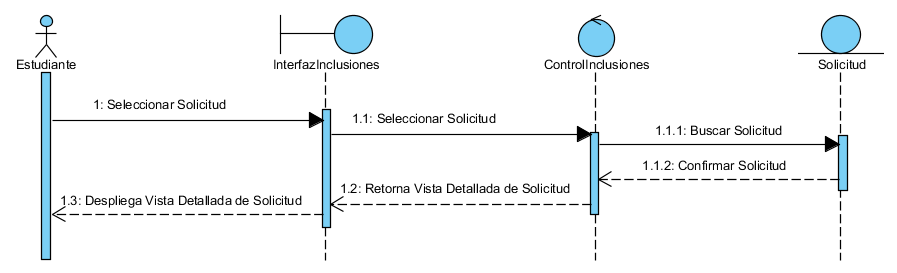 Estudiante
InterfazInclusiones
ControlInclusiones
Solicitud
1: Seleccionar Solicitud
1.1: Seleccionar Solicitud
1.1.1: Buscar Solicitud
1.1.2: Confirmar Solicitud
1.2: Retorna Vista Detallada de Solicitud
1.3: Despliega Vista Detallada de Solicitud